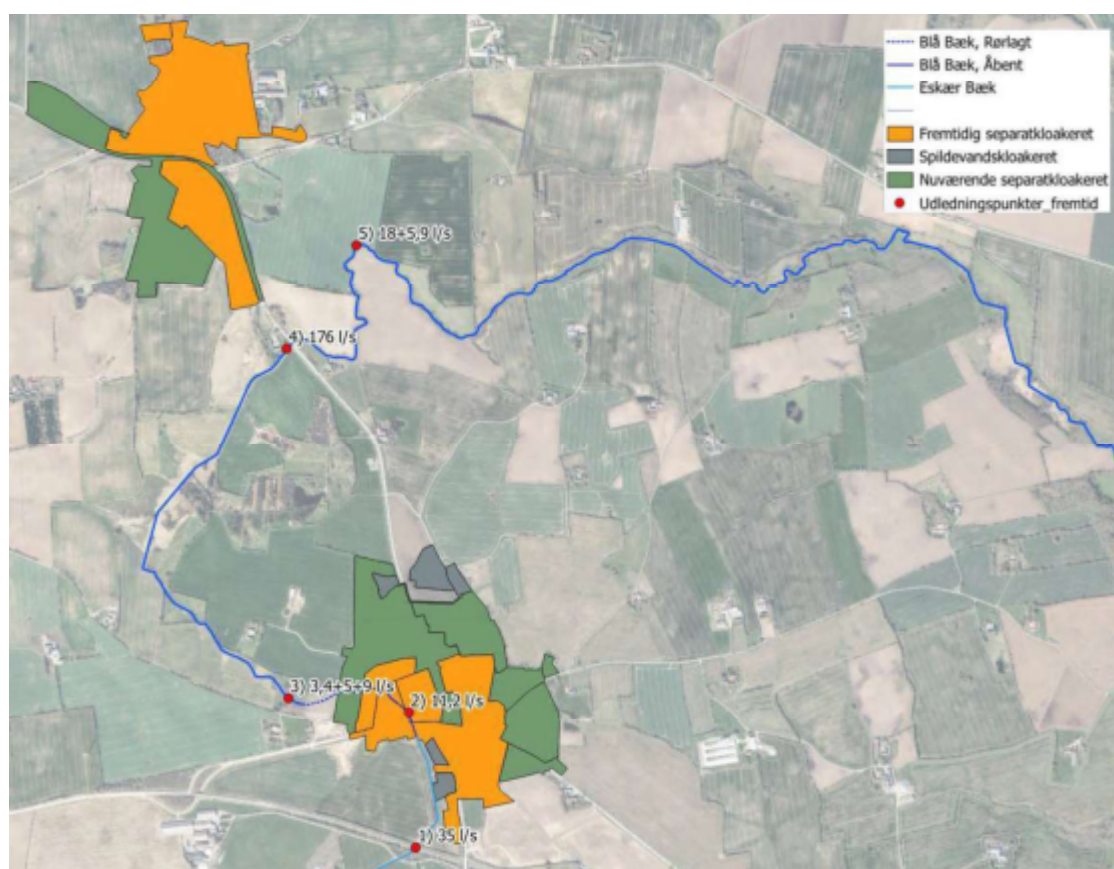 Blå Bæk, Rørlagt
Blå Bæk, Åbent
Eskær Bæk
Fremtidig separatkloakeret
Spildevandskloakeret
Nuværende separatkloakeret
Udledningspunkter_fremtid
5) 18+5,9 l/s
4) 176 l/s
3) 3,4+5+9 l/s
2) 11,2 l/s
1) 35 l/s